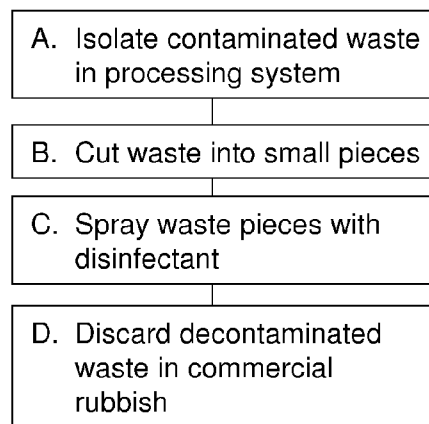 A. Isolate contaminated waste
in processing system
B. Cut waste into small pieces
C. Spray waste pieces with
disinfectant
D. Discard decontaminated
waste in commercial
rubbish